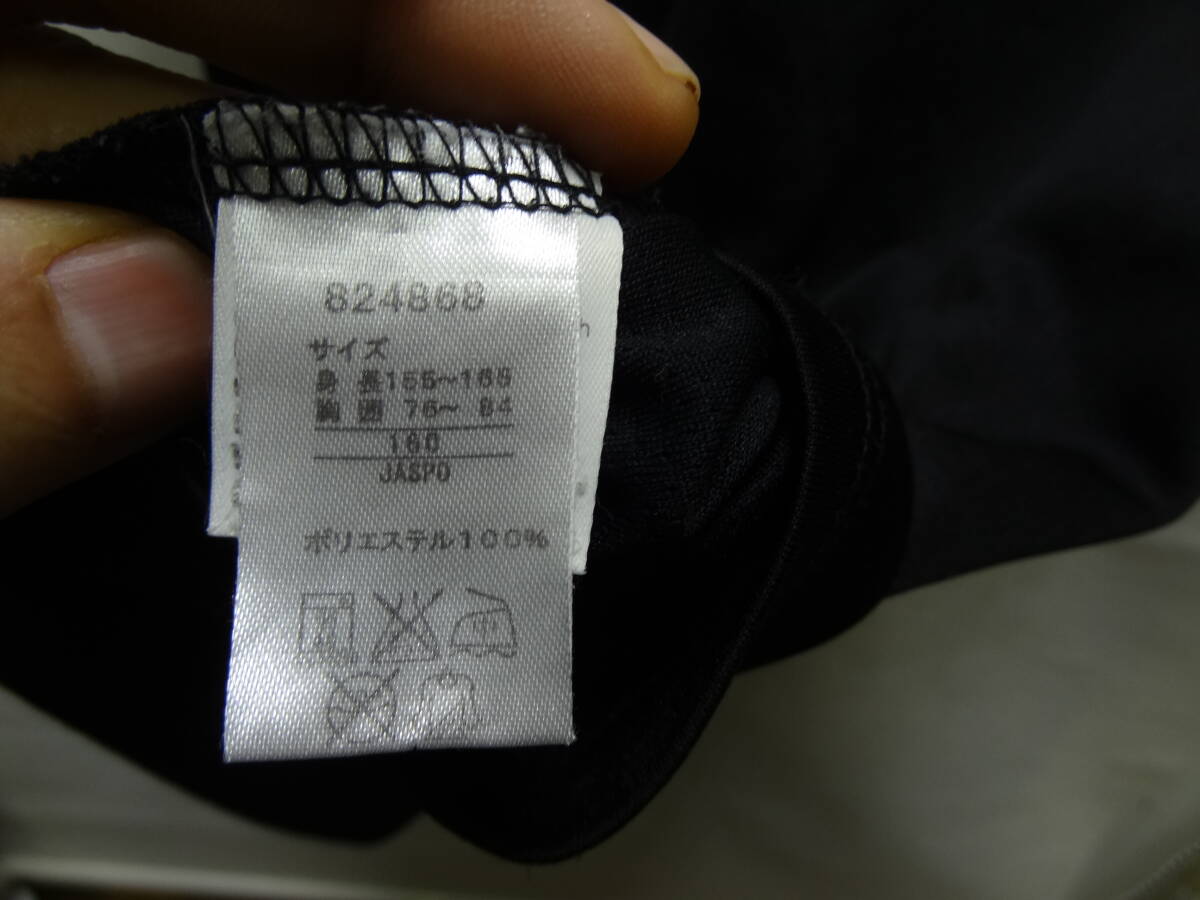 824868
サイズ
身 長155～165
胸 囲 76～ 84
160
JASPO
ポリエステル100%